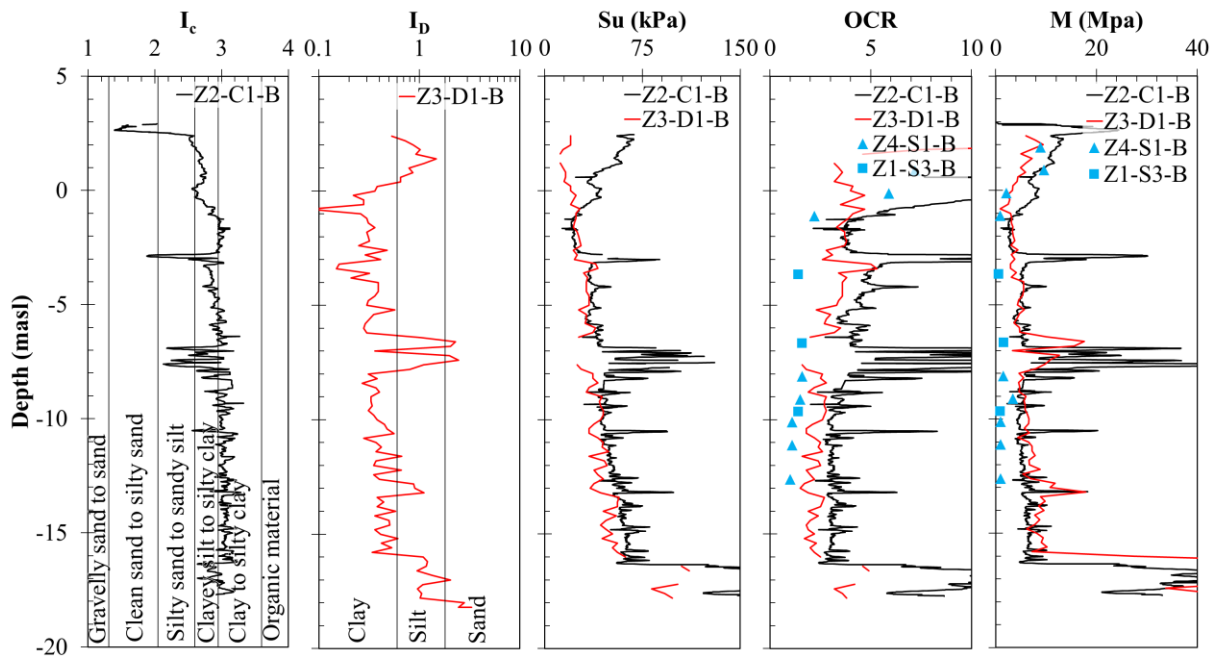 I_c
I_D
Su (kPa)
OCR
M (Mpa)
1 2 3 4
0.1 1 10
0 75 150
0 5 10
0 20 40
Depth (masl)
5
0
-5
-10
-15
-20
Z2-C1-B
Gravelly sand to sand
Clean sand to silty sand
Silty sand to sandy silt
Clayey silt to silty clay
Clay to silty clay
Organic material
Z3-D1-B
Clay
Silt
Sand
Z2-C1-B
Z3-D1-B
Z2-C1-B
Z3-D1-B
Z4-S1-B
Z1-S3-B
Z2-C1-B
Z3-D1-B
Z4-S1-B
Z1-S3-B